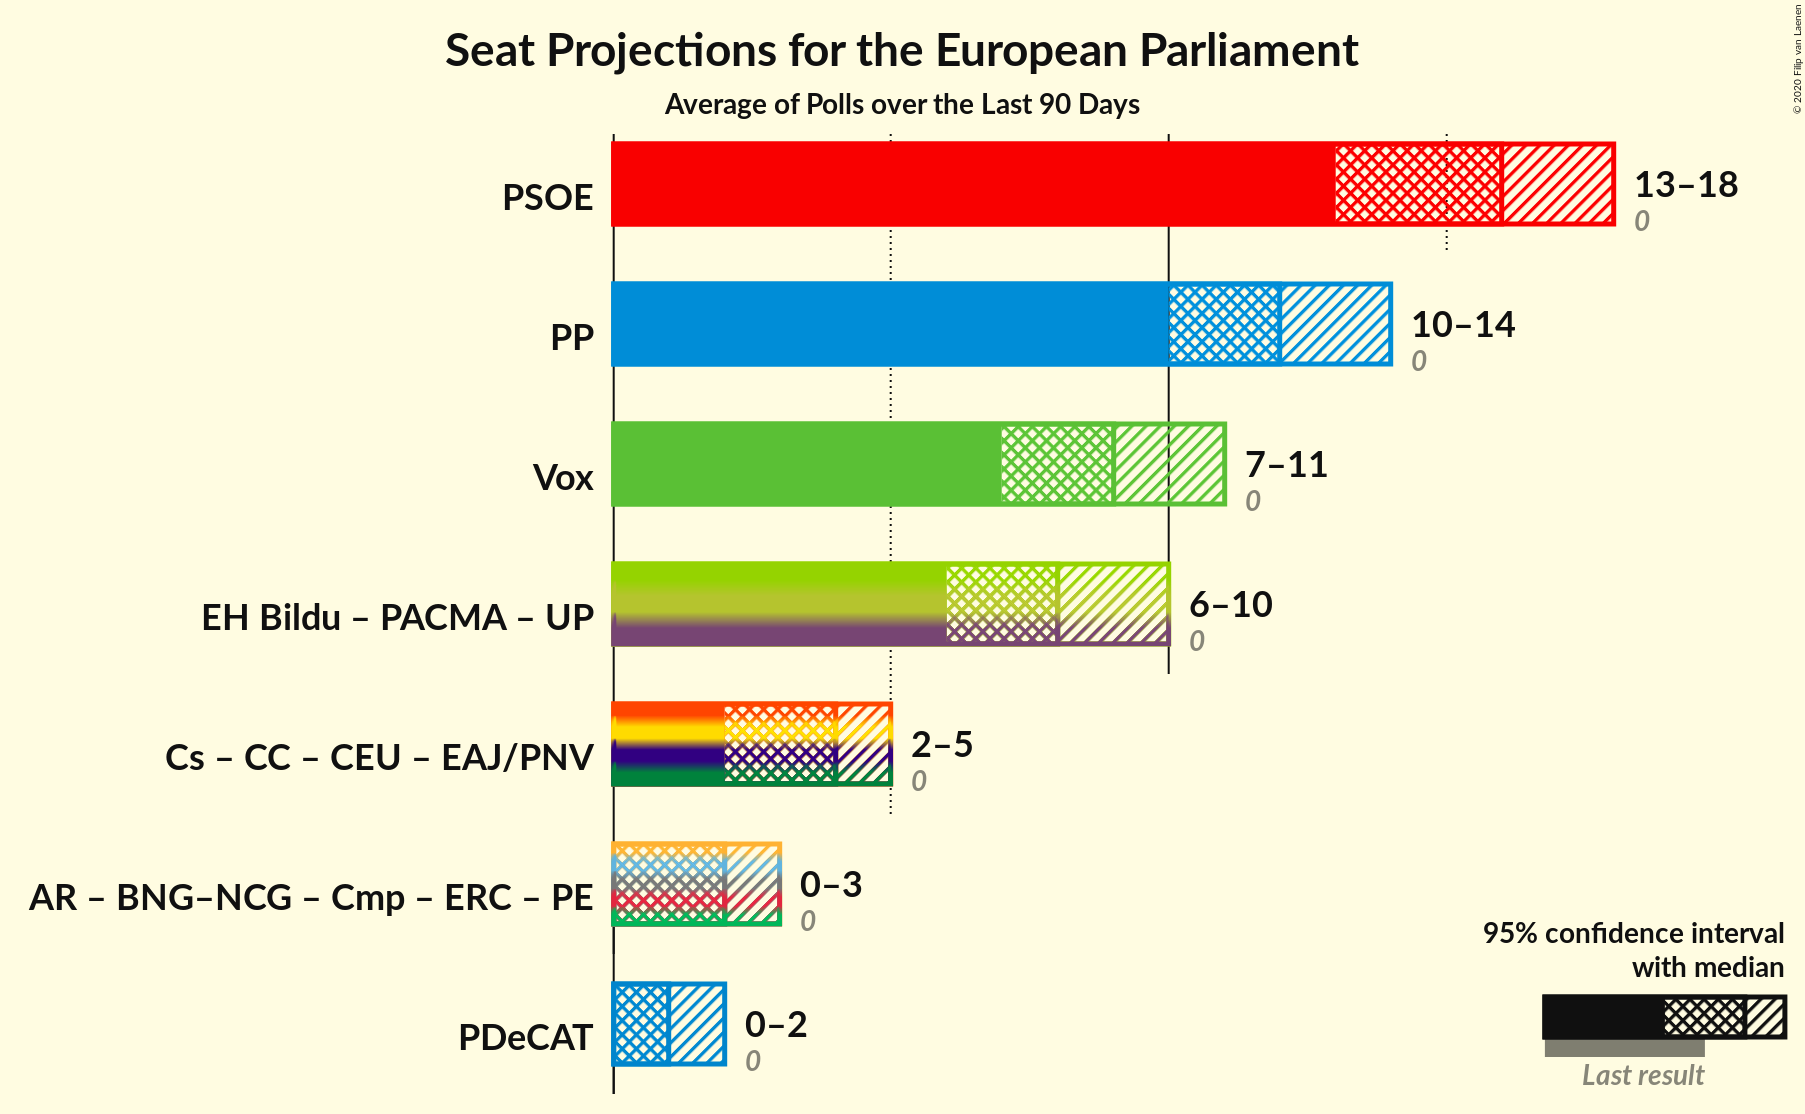 Seat Projections for the European Parliament
Average of Polls over the Last 90 Days
© 2020 Filip van Laenen
PSOE
13–18
0
PP
10–14
0
Vox
7–11
0
EH Bildu – PACMA – UP
6–10
0
Cs – CC – CEU – EAJ/PNV
2–5
0
AR – BNG–NCG – Cmp – ERC – PE
0–3
0
PDeCAT
0–2
0
95% confidence interval
with median
Last result